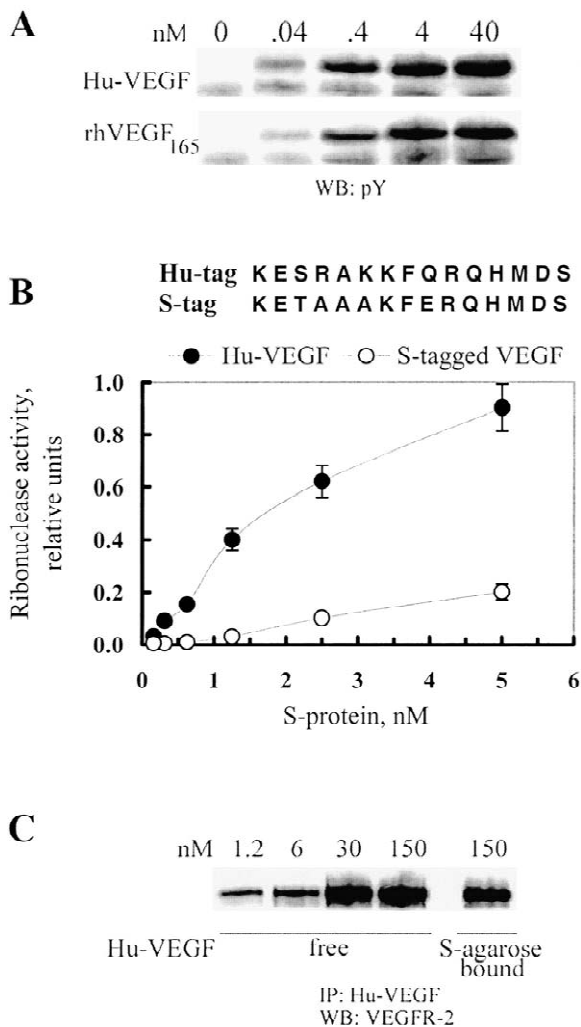 A
nM 0 .04 .4 4 40
Hu-VEGF
rhVEGF165
WB: pY
B
Hu-tag K E S R A K K F Q R Q H M D S
S-tag K E T A A A K F E R Q H M D S
Hu-VEGF S-tagged VEGF
Ribonuclease activity,
relative units
1.0
0.8
0.6
0.4
0.2
0.0
0 1 2 3 4 5 6
S-protein, nM
C
nM 1.2 6 30 150 150
Hu-VEGF free S-agarose
bound
IP: Hu-VEGF
WB: VEGFR-2